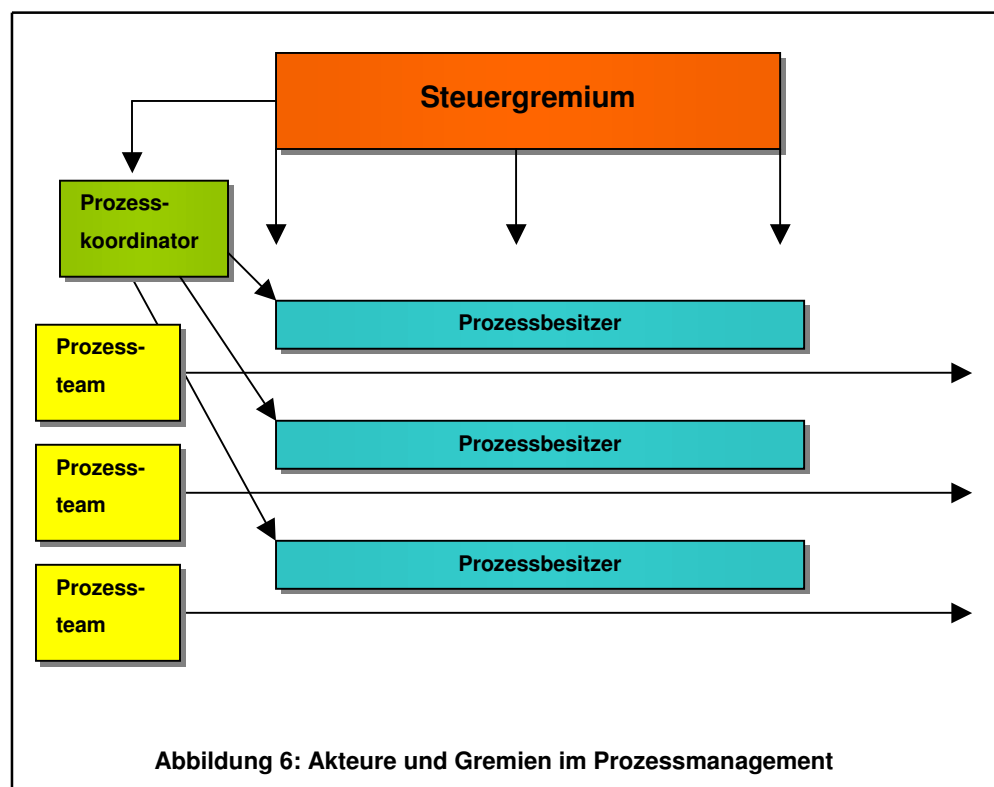 Steuergremium
Prozess-
koordinator
Prozessbesitzer
Prozess-
team
Prozessbesitzer
Prozess-
team
Prozessbesitzer
Prozess-
team
Abbildung 6: Akteure und Gremien im Prozessmanagement